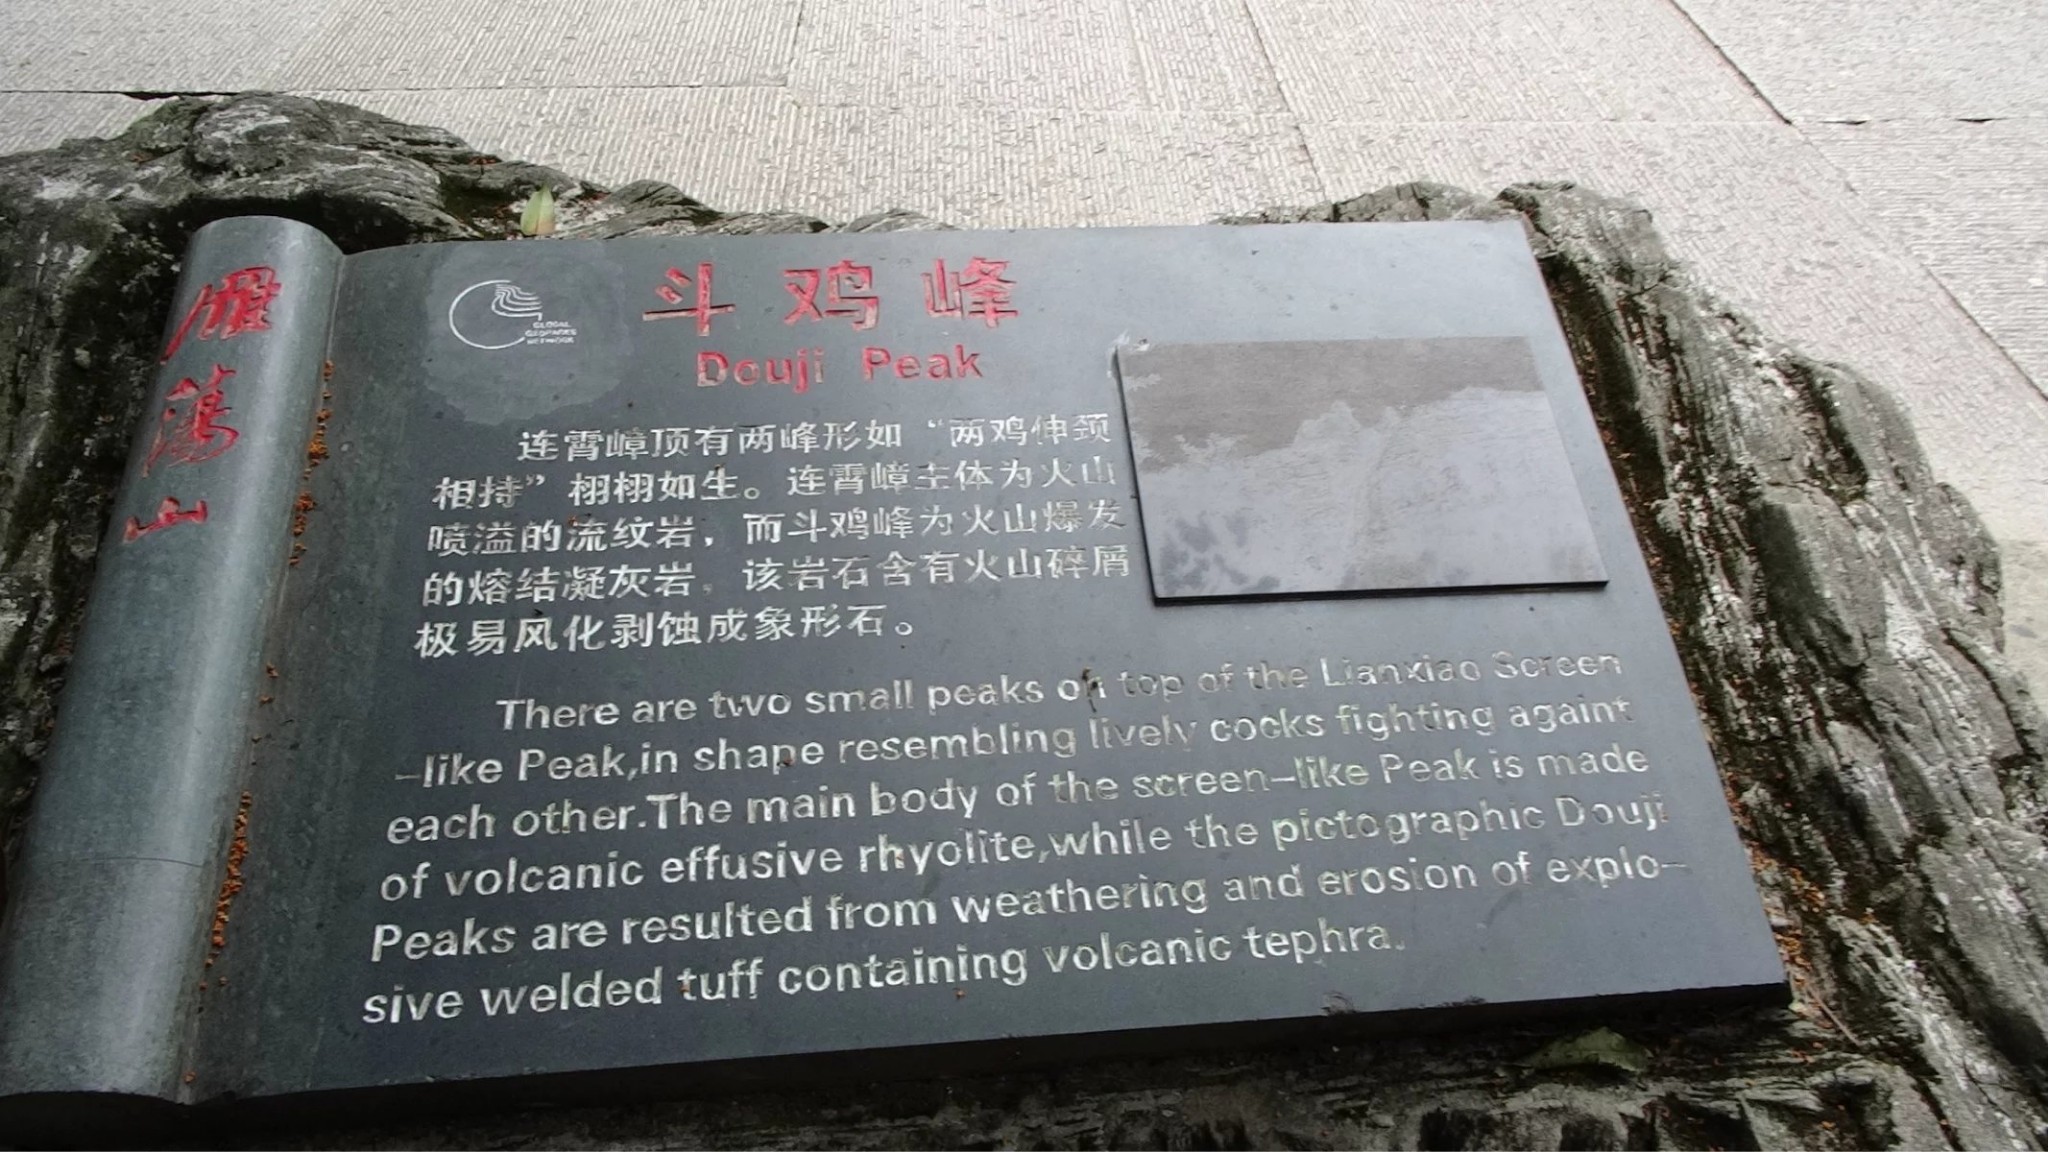 雁荡山
GLOBAL
GEOPARKS
NETWORK
斗鸡峰
Douji Peak
连霄嶂顶有两峰形如“两鸡伸颈
相持”栩栩如生。连霄嶂主体为火山
喷溢的流纹岩，而斗鸡峰为火山爆发
的熔结凝灰岩，该岩石含有火山碎屑
极易风化剥蚀成象形石。
There are two small peaks on top of the Lianxiao Screen
-like Peak,in shape resembling lively cocks fighting againt
each other.The main body of the screen-like Peak is made
of volcanic effusive rhyolite,while the pictographic Douji
Peaks are resulted from weathering and erosion of explo-
sive welded tuff containing volcanic tephra.